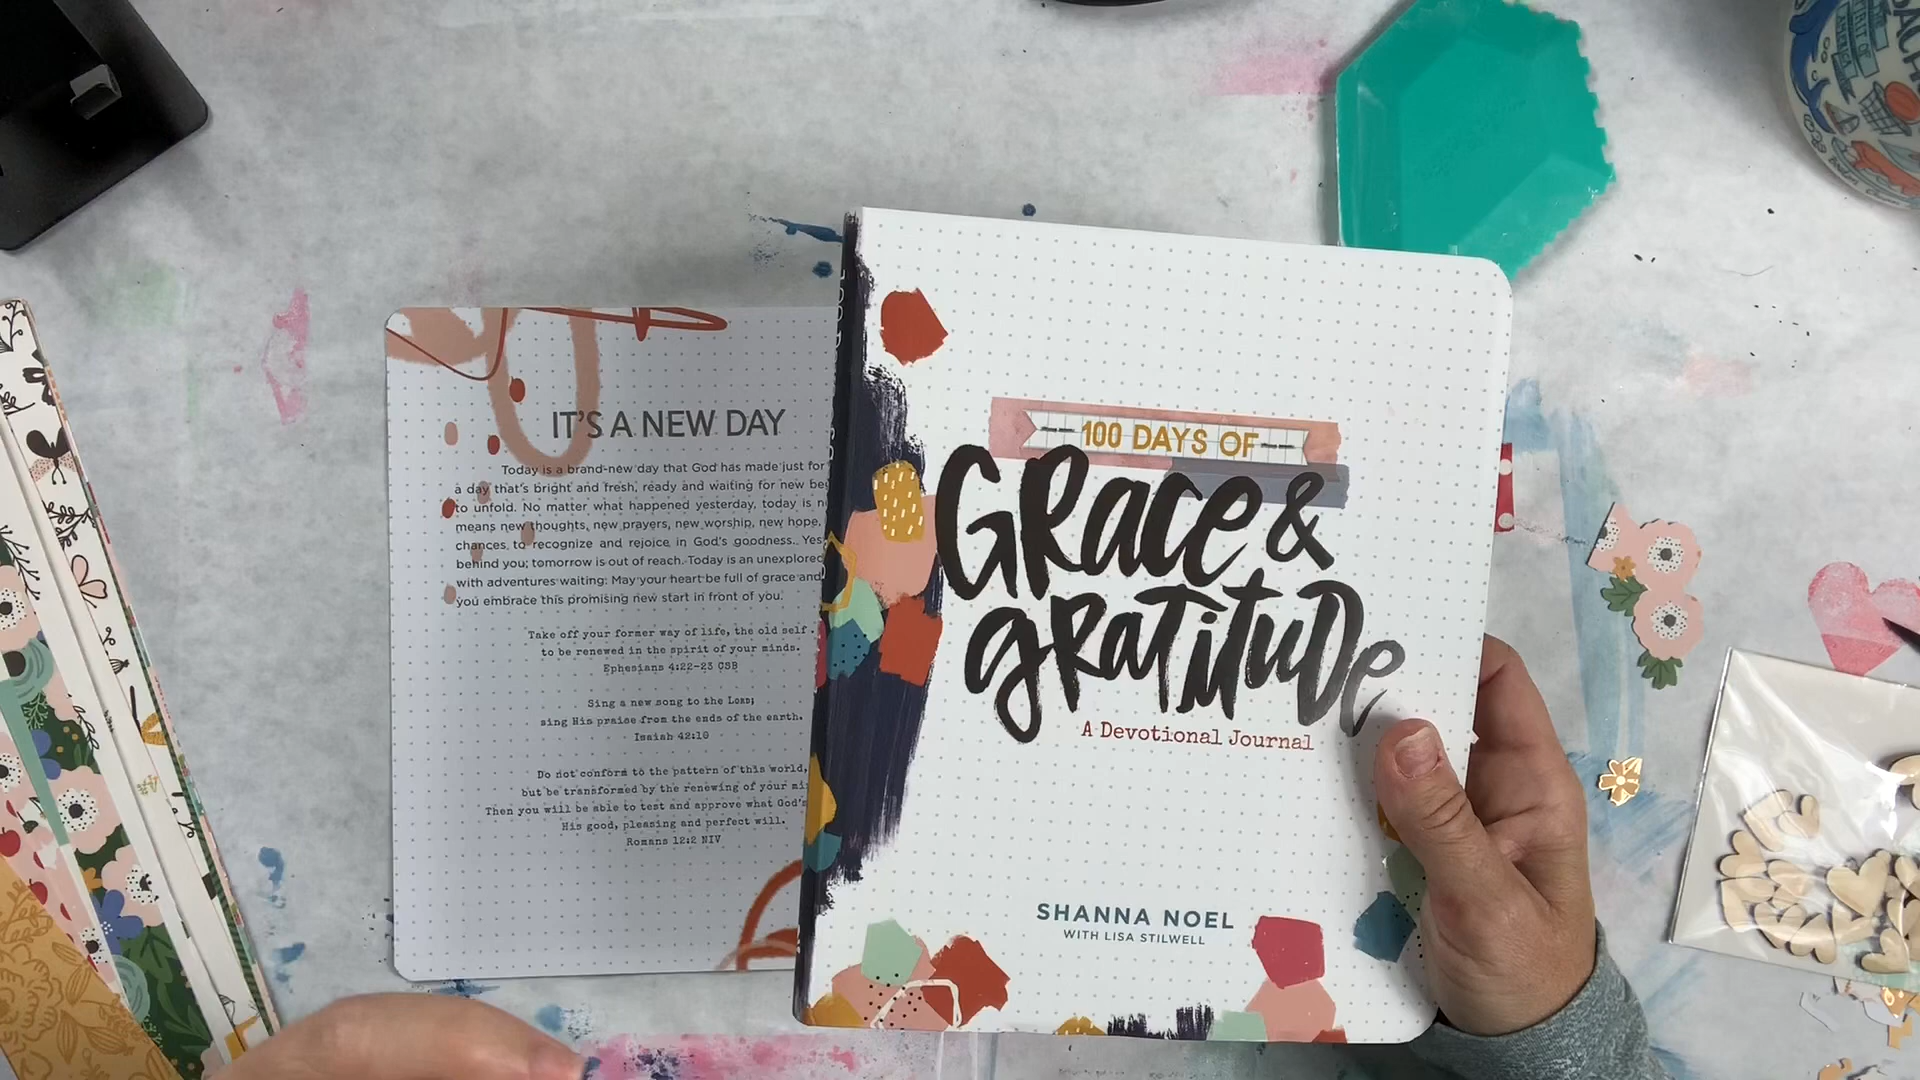 IT'S A NEW DAY
Today is a brand-new day that God has made just for
a day that's bright and fresh, ready and waiting for new
to unfold. No matter what happened yesterday, today is
means new thoughts, new prayers, new worship, new hope,
chances to recognize and rejoice in God's goodness.
behind you; tomorrow is out of reach. Today is an unexplored
with adventures waiting: May your heart be full of grace and
you embrace this promising new start in front of you.
Take off your former way of life, the old self
to be renewed in the spirit of your minds.
Ephesians 4:22-23 CSB
Sing a new song to the LORD;
sing His praise from the ends of the earth.
Isaiah 42:10
Do not conform to the pattern of this world,
but be transformed by the renewing of your
Then you will be able to test and approve what God's
His good, pleasing and perfect will.
Romans 12:2 NIV
100 DAYS OF
GRace &
gRatituDe
A Devotional Journal
SHANNA NOEL
WITH LISA STILWELL